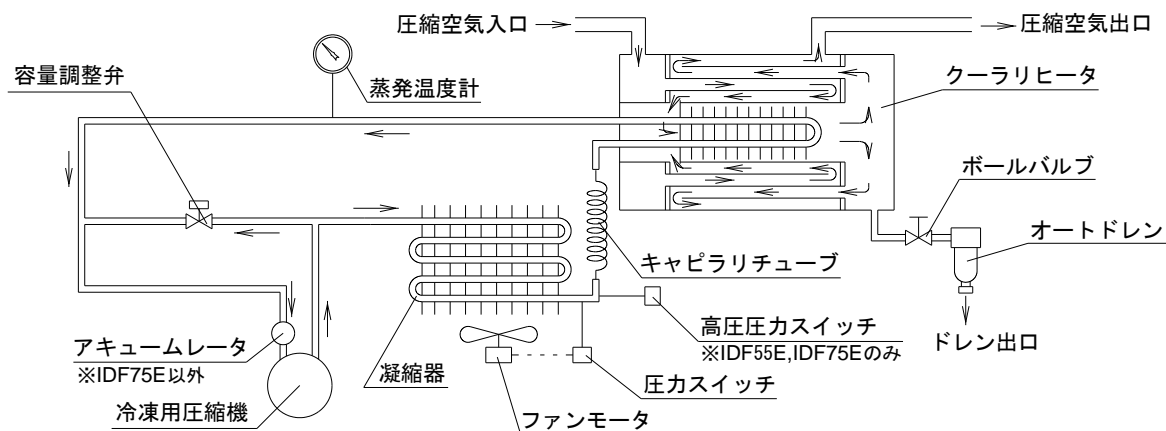 圧縮空気入口
圧縮空気出口
容量調整弁
蒸発温度計
クーラリヒータ
ボールバルブ
オートドレン
キャピラリチューブ
高圧圧力スイッチ
※IDF55E,IDF75Eのみ
ドレン出口
アキュームレータ
※IDF75E以外
凝縮器
圧力スイッチ
冷凍用圧縮機
ファンモータ